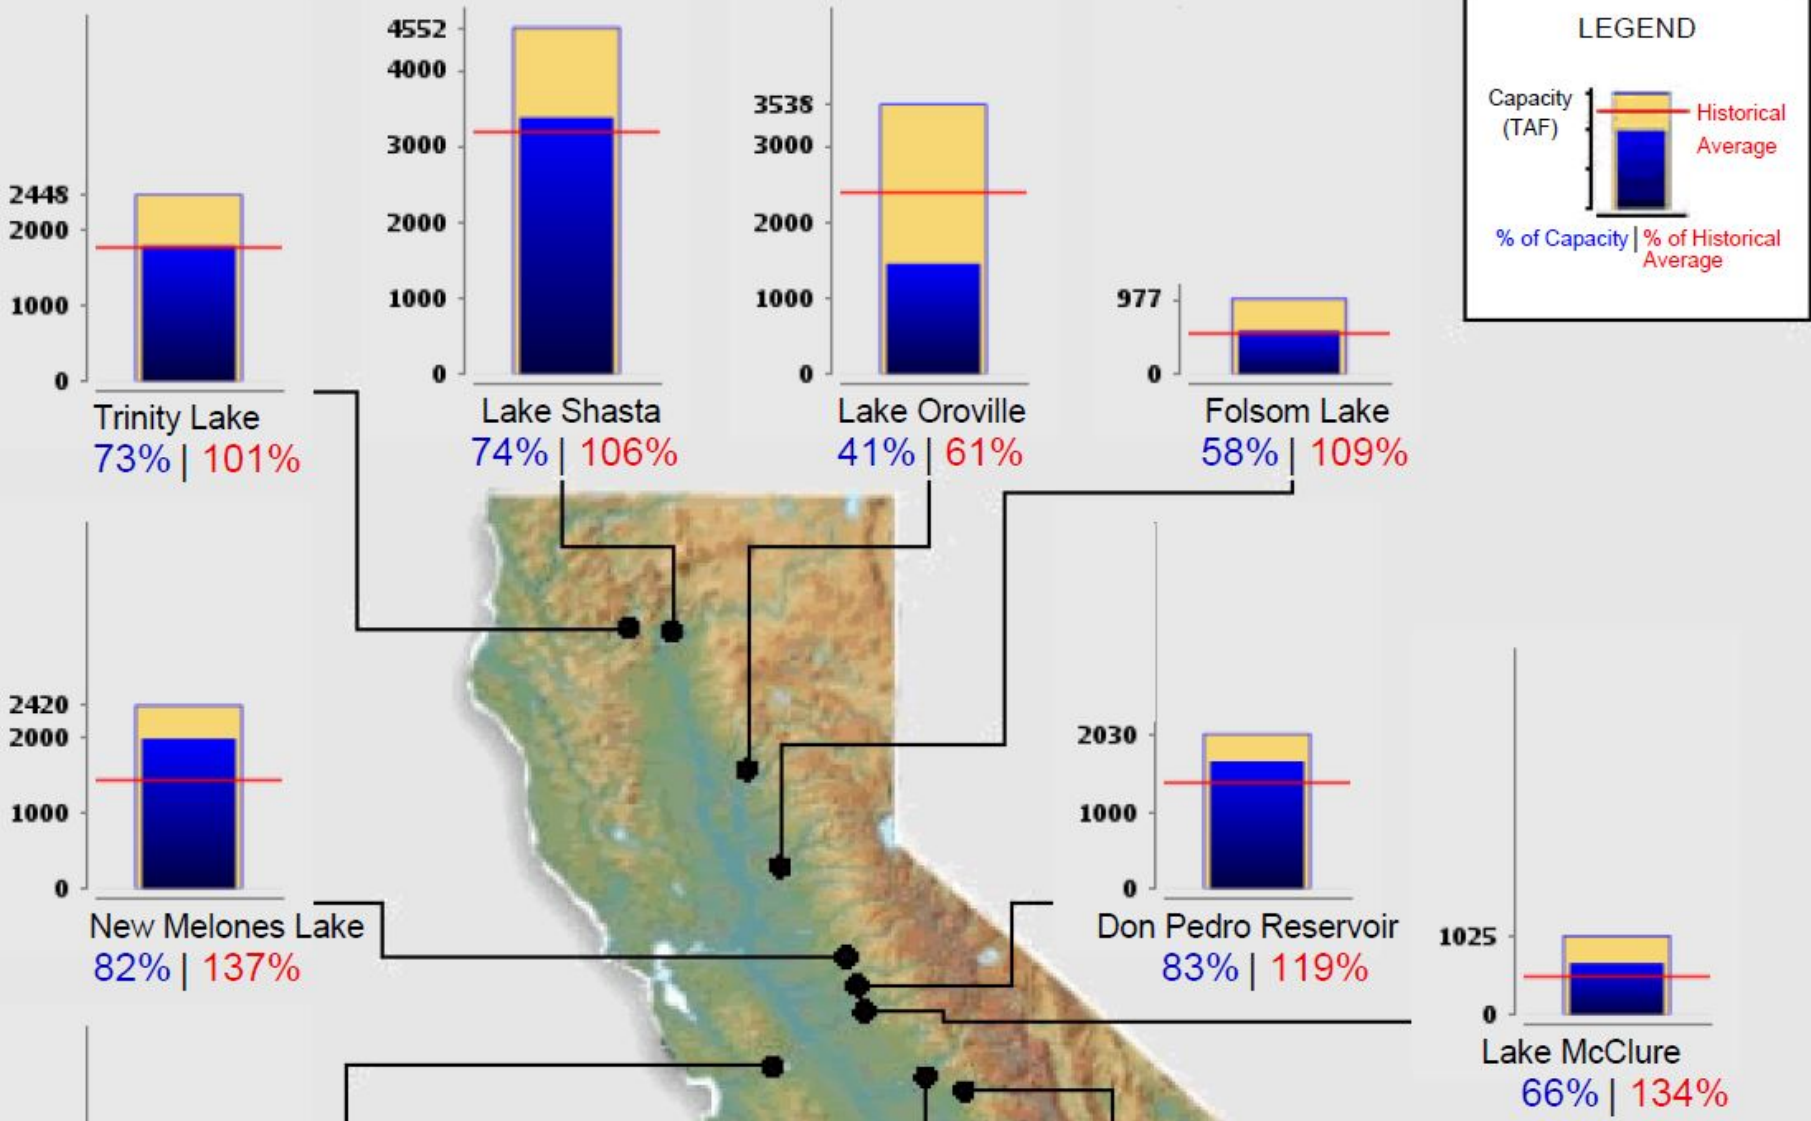 4552
4000
3000
2000
1000
0
Lake Shasta
74% | 106%
3538
3000
2000
1000
0
Lake Oroville
41% | 61%
977
0
Folsom Lake
58% | 109%
LEGEND
Capacity
(TAF)
Historical
Average
% of Capacity | % of Historical
Average
2448
2000
1000
0
Trinity Lake
73% | 101%
2420
2000
1000
0
New Melones Lake
82% | 137%
2030
1000
0
Don Pedro Reservoir
83% | 119%
1025
0
Lake McClure
66% | 134%